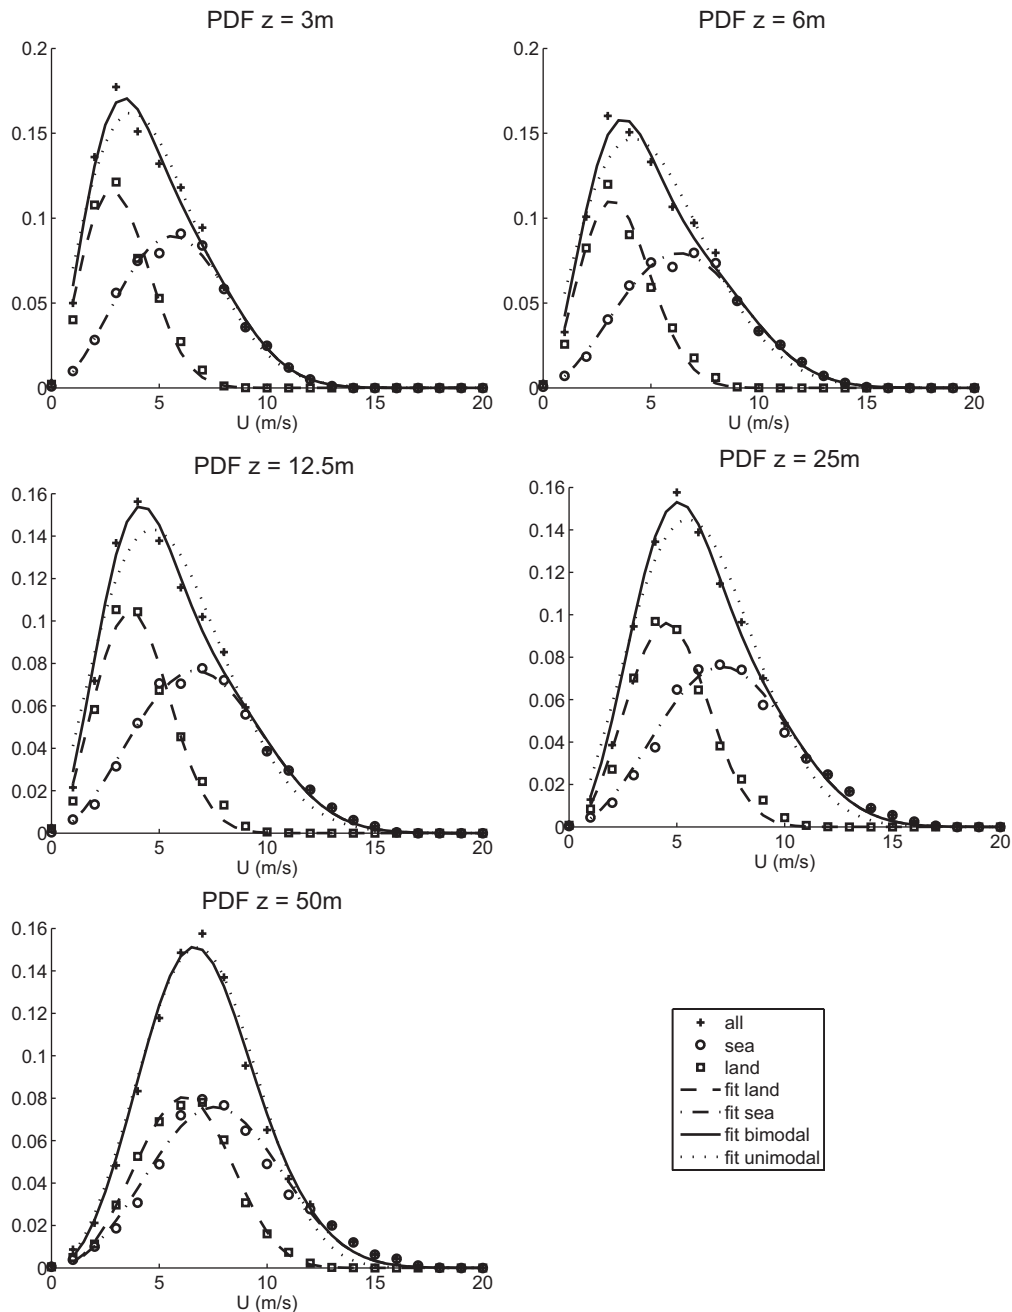 PDF z = 3m
0.2
0.15
0.1
0.05
0
0 5 10 15 20
U (m/s)
PDF z = 6m
0.2
0.15
0.1
0.05
0
0 5 10 15 20
U (m/s)
PDF z = 12.5m
0.16
0.14
0.12
0.1
0.08
0.06
0.04
0.02
0
0 5 10 15 20
U (m/s)
PDF z = 25m
0.16
0.14
0.12
0.1
0.08
0.06
0.04
0.02
0
0 5 10 15 20
U (m/s)
PDF z = 50m
0.16
0.14
0.12
0.1
0.08
0.06
0.04
0.02
0
0 5 10 15 20
U (m/s)
all
sea
land
fit land
fit sea
fit bimodal
fit unimodal